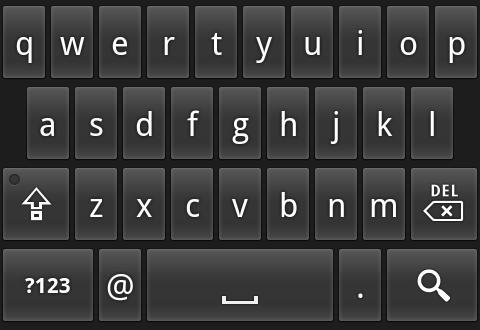 q w e r t y u i o p
a s d f g h j k l
DEL
z x c v b n m
?123 @ .